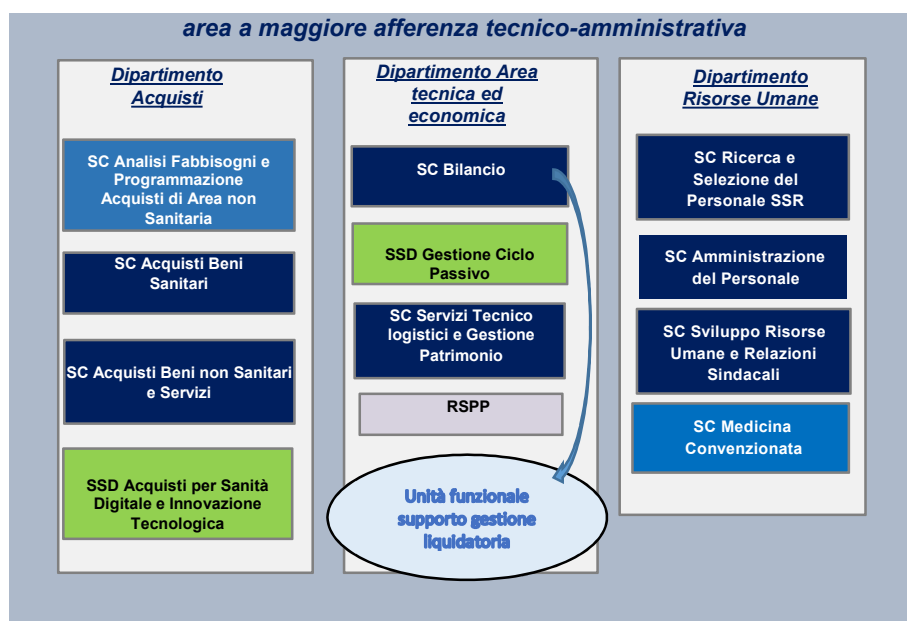 area a maggiore afferenza tecnico-amministrativa
Dipartimento
Acquisti
SC Analisi Fabbisogni e
Programmazione
Acquisti di Area non
Sanitaria
SC Acquisti Beni
Sanitari
SC Acquisti Beni non Sanitari
e Servizi
SSD Acquisti per Sanità
Digitale e Innovazione
Tecnologica
Dipartimento Area
tecnica ed
economica
SC Bilancio
SSD Gestione Ciclo
Passivo
SC Servizi Tecnico
logistici e Gestione
Patrimonio
RSPP
Unità funzionale
supporto gestione
liquidatoria
Dipartimento
Risorse Umane
SC Ricerca e
Selezione del
Personale SSR
SC Amministrazione
del Personale
SC Sviluppo Risorse
Umane e Relazioni
Sindacali
SC Medicina
Convenzionata